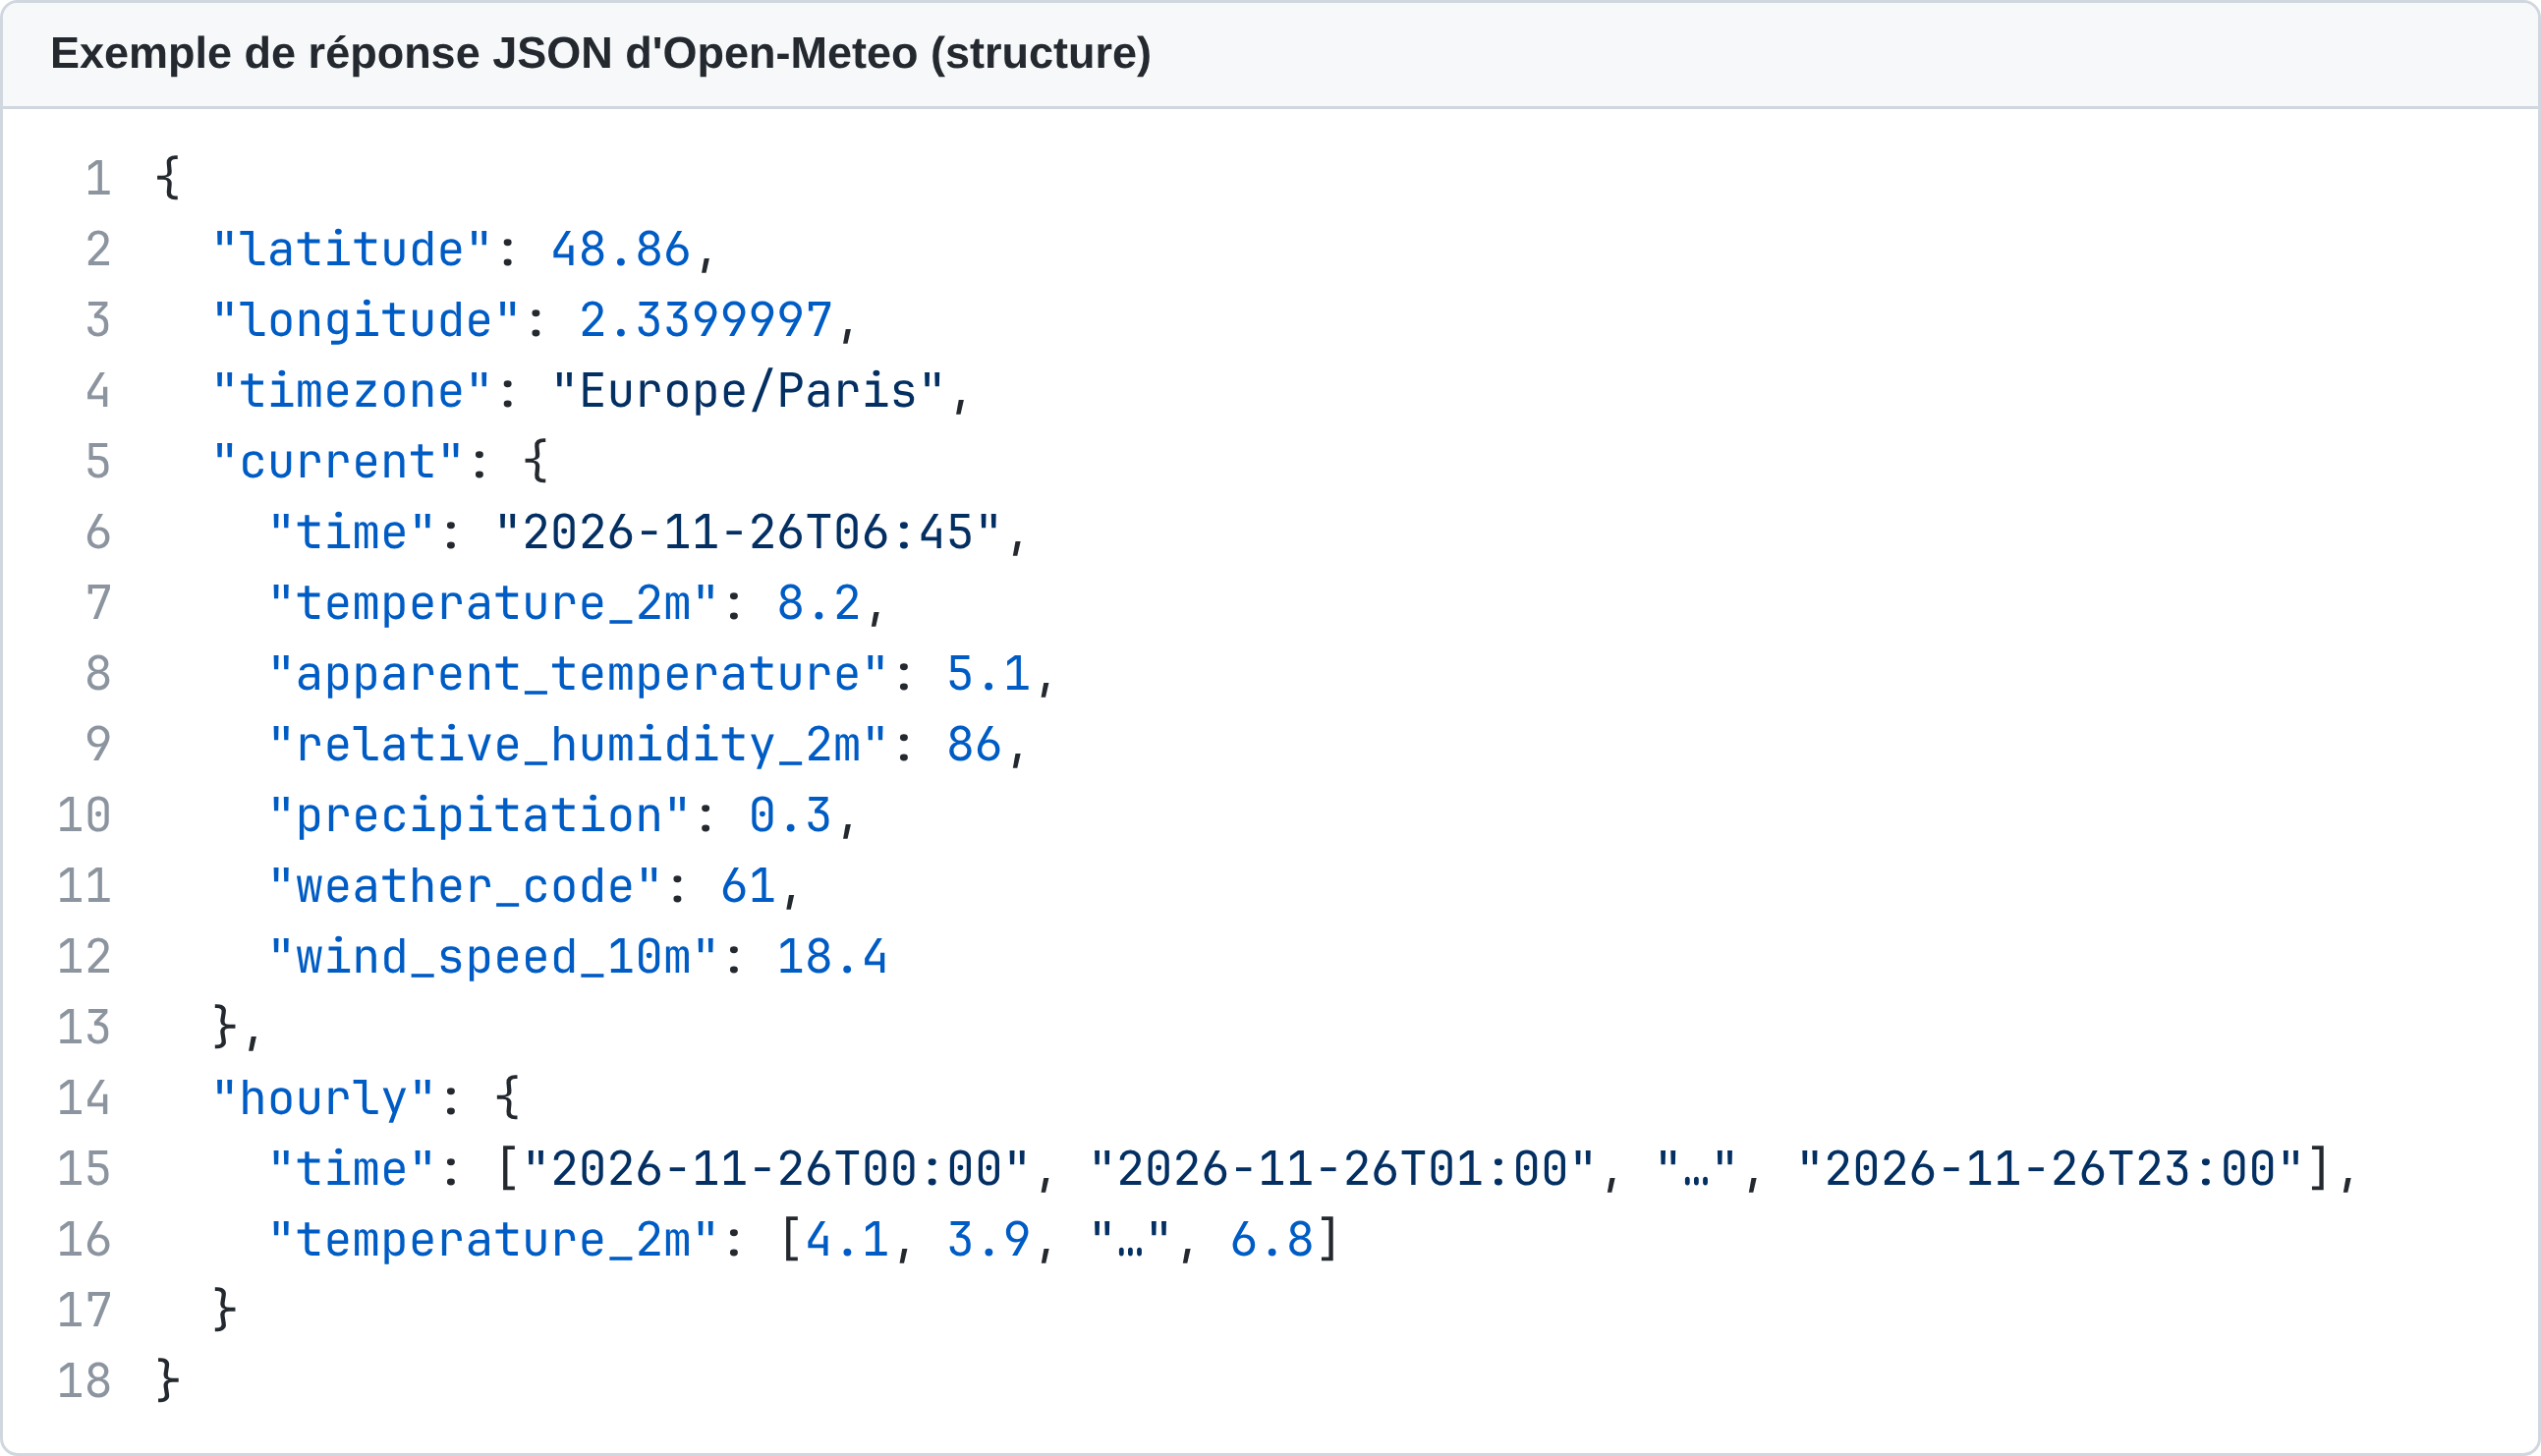 Exemple de réponse JSON d'Open-Meteo (structure)
1 {
2   "latitude": 48.86,
3   "longitude": 2.3399997,
4   "timezone": "Europe/Paris",
5   "current": {
6     "time": "2026-11-26T06:45",
7     "temperature_2m": 8.2,
8     "apparent_temperature": 5.1,
9     "relative_humidity_2m": 86,
10     "precipitation": 0.3,
11     "weather_code": 61,
12     "wind_speed_10m": 18.4
13   },
14   "hourly": {
15     "time": ["2026-11-26T00:00", "2026-11-26T01:00", "…", "2026-11-26T23:00"],
16     "temperature_2m": [4.1, 3.9, "…", 6.8]
17   }
18 }